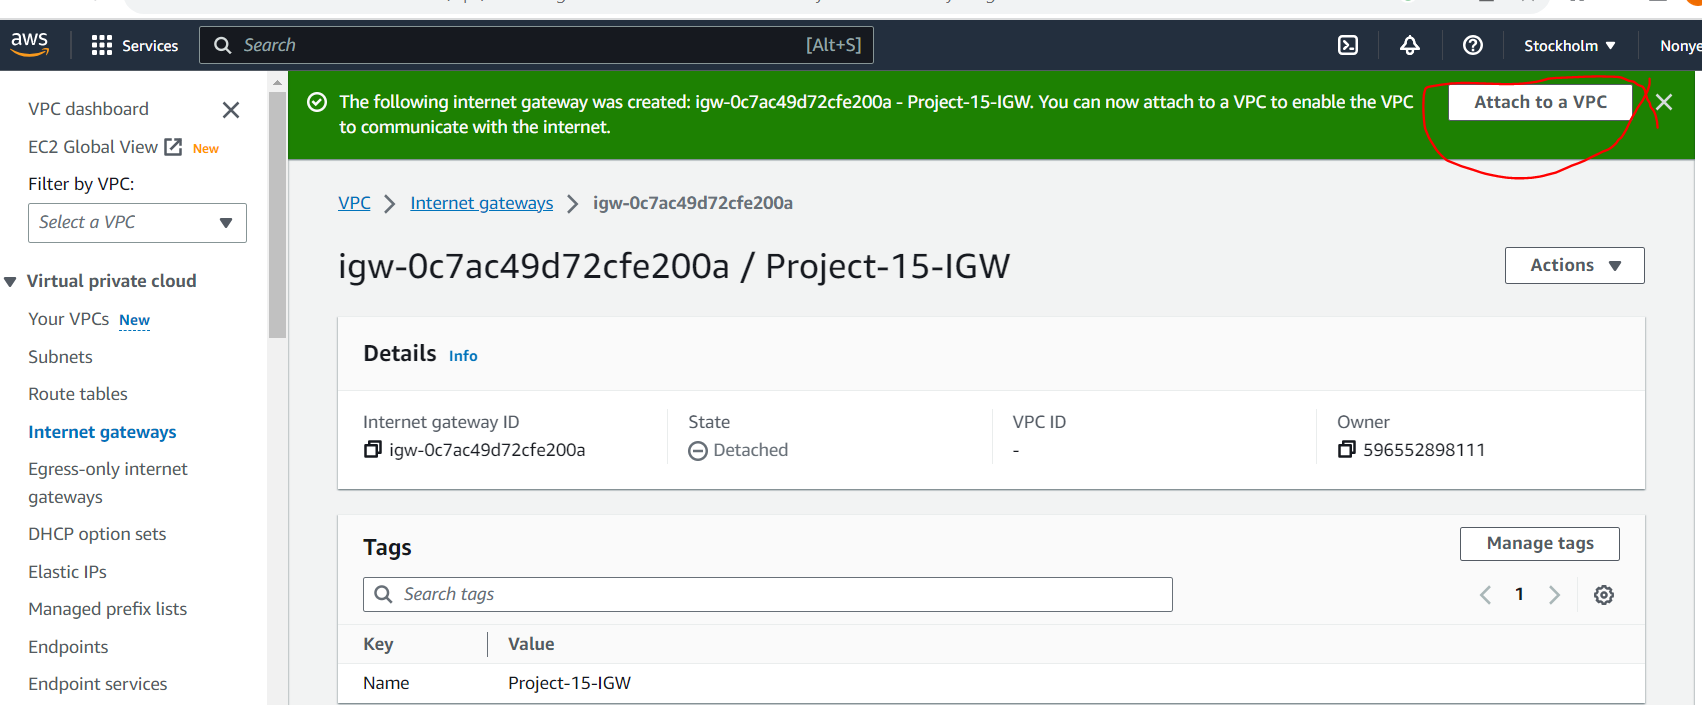 aws
Services
Search
[Alt+S]
Stockholm
VPC dashboard
EC2 Global View New
Filter by VPC:
Select a VPC
Virtual private cloud
Your VPCs New
Subnets
Route tables
Internet gateways
Egress-only internet
gateways
DHCP option sets
Elastic IPs
Managed prefix lists
Endpoints
Endpoint services
The following internet gateway was created: igw-0c7ac49d72cfe200a - Project-15-IGW. You can now attach to a VPC to enable the VPC
to communicate with the internet.
Attach to a VPC
VPC > Internet gateways > igw-0c7ac49d72cfe200a
igw-0c7ac49d72cfe200a / Project-15-IGW
Actions
Details Info
Internet gateway ID
igw-0c7ac49d72cfe200a
State
Detached
VPC ID
-
Owner
596552898111
Tags
Manage tags
Search tags
1
Key Value
Name Project-15-IGW